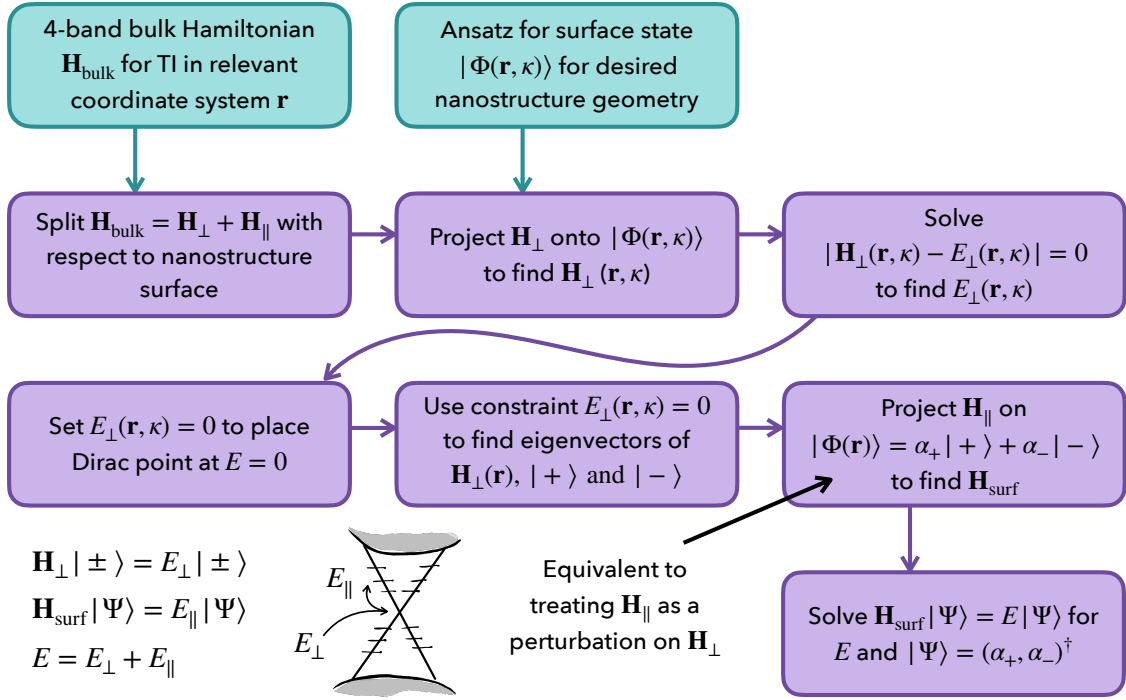 4-band bulk Hamiltonian
𝐇_bulk for TI in relevant
coordinate system 𝐫
Ansatz for surface state
|Φ(𝐫, κ)⟩ for desired
nanostructure geometry
Split 𝐇_bulk = 𝐇_⊥ + 𝐇_∥ with
respect to nanostructure
surface
Project 𝐇_⊥ onto |Φ(𝐫, κ)⟩
to find 𝐇_⊥(𝐫, κ)
Solve
|𝐇_⊥(𝐫, κ) − E_⊥(𝐫, κ)| = 0
to find E_⊥(𝐫, κ)
Set E_⊥(𝐫, κ) = 0 to place
Dirac point at E = 0
Use constraint E_⊥(𝐫, κ) = 0
to find eigenvectors of
𝐇_⊥(𝐫), |+⟩ and |−⟩
Project 𝐇_∥ on
|Φ(𝐫)⟩ = α_+|+⟩ + α_−|−⟩
to find 𝐇_surf
𝐇_⊥|±⟩ = E_⊥|±⟩
𝐇_surf|Ψ⟩ = E_∥|Ψ⟩
E = E_⊥ + E_∥
E_∥
E_⊥
Equivalent to
treating 𝐇_∥ as a
perturbation on 𝐇_⊥
Solve 𝐇_surf|Ψ⟩ = E|Ψ⟩ for
E and |Ψ⟩ = (α_+, α_−)^†